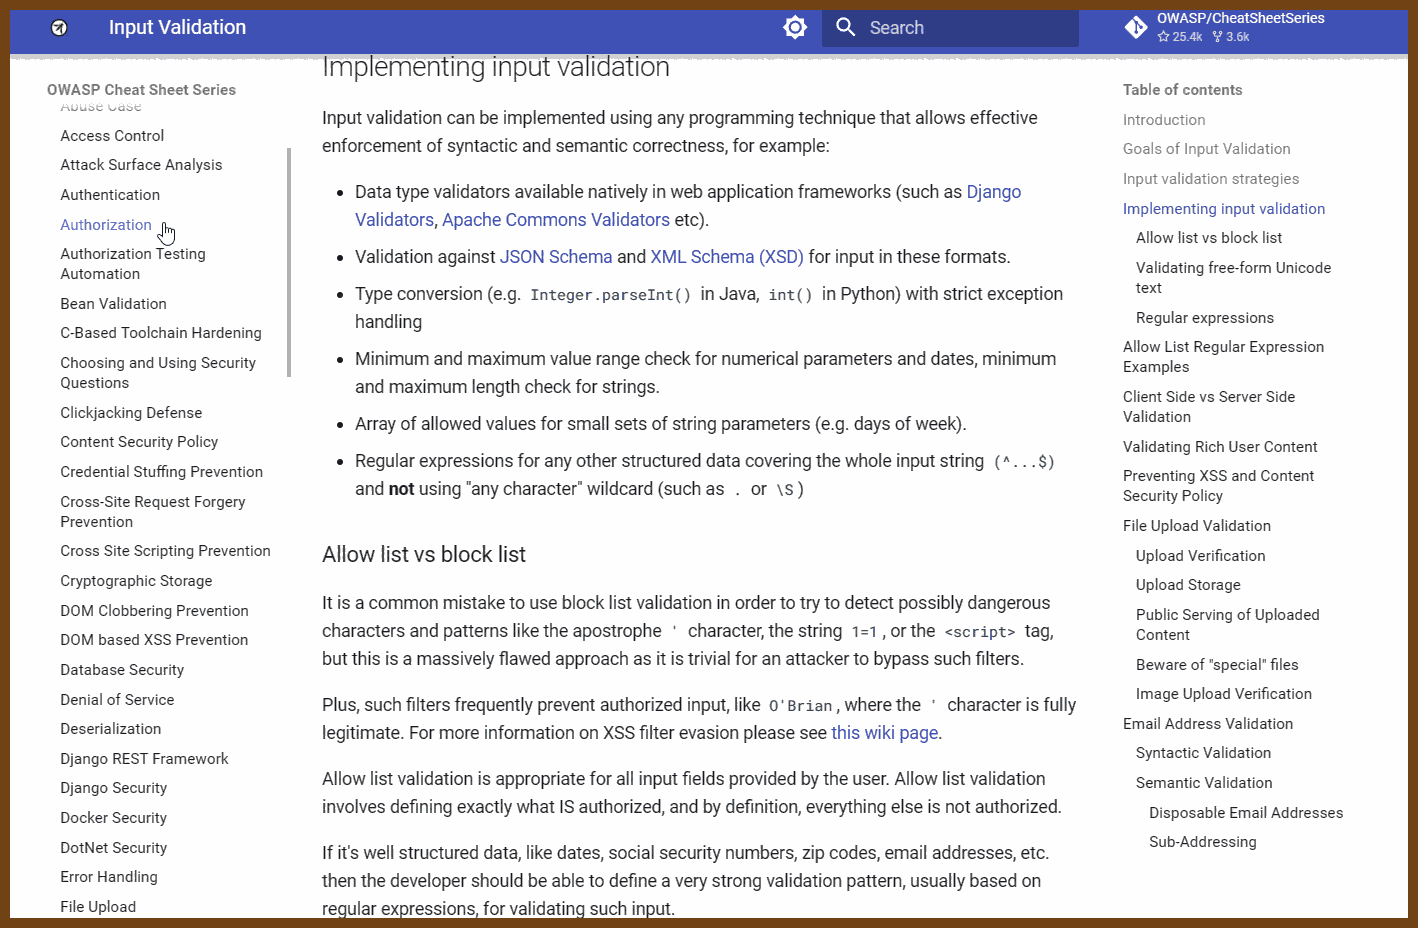 Input Validation
Search
OWASP/CheatSheetSeries
25.4k 3.6k
OWASP Cheat Sheet Series
Abuse Case
Access Control
Attack Surface Analysis
Authentication
Authorization
Authorization Testing
Automation
Bean Validation
C-Based Toolchain Hardening
Choosing and Using Security
Questions
Clickjacking Defense
Content Security Policy
Credential Stuffing Prevention
Cross-Site Request Forgery
Prevention
Cross Site Scripting Prevention
Cryptographic Storage
DOM Clobbering Prevention
DOM based XSS Prevention
Database Security
Denial of Service
Deserialization
Django REST Framework
Django Security
Docker Security
DotNet Security
Error Handling
File Upload
Implementing input validation
Input validation can be implemented using any programming technique that allows effective
enforcement of syntactic and semantic correctness, for example:
• Data type validators available natively in web application frameworks (such as Django
Validators, Apache Commons Validators etc).
• Validation against JSON Schema and XML Schema (XSD) for input in these formats.
• Type conversion (e.g. Integer.parseInt() in Java, int() in Python) with strict exception
handling
• Minimum and maximum value range check for numerical parameters and dates, minimum
and maximum length check for strings.
• Array of allowed values for small sets of string parameters (e.g. days of week).
• Regular expressions for any other structured data covering the whole input string (^...$)
and not using "any character" wildcard (such as . or \S)
Allow list vs block list
It is a common mistake to use block list validation in order to try to detect possibly dangerous
characters and patterns like the apostrophe ' character, the string 1=1, or the <script> tag,
but this is a massively flawed approach as it is trivial for an attacker to bypass such filters.
Plus, such filters frequently prevent authorized input, like O'Brian, where the ' character is fully
legitimate. For more information on XSS filter evasion please see this wiki page.
Allow list validation is appropriate for all input fields provided by the user. Allow list validation
involves defining exactly what IS authorized, and by definition, everything else is not authorized.
If it's well structured data, like dates, social security numbers, zip codes, email addresses, etc.
then the developer should be able to define a very strong validation pattern, usually based on
regular expressions, for validating such input.
Table of contents
Introduction
Goals of Input Validation
Input validation strategies
Implementing input validation
Allow list vs block list
Validating free-form Unicode
text
Regular expressions
Allow List Regular Expression
Examples
Client Side vs Server Side
Validation
Validating Rich User Content
Preventing XSS and Content
Security Policy
File Upload Validation
Upload Verification
Upload Storage
Public Serving of Uploaded
Content
Beware of "special" files
Image Upload Verification
Email Address Validation
Syntactic Validation
Semantic Validation
Disposable Email Addresses
Sub-Addressing